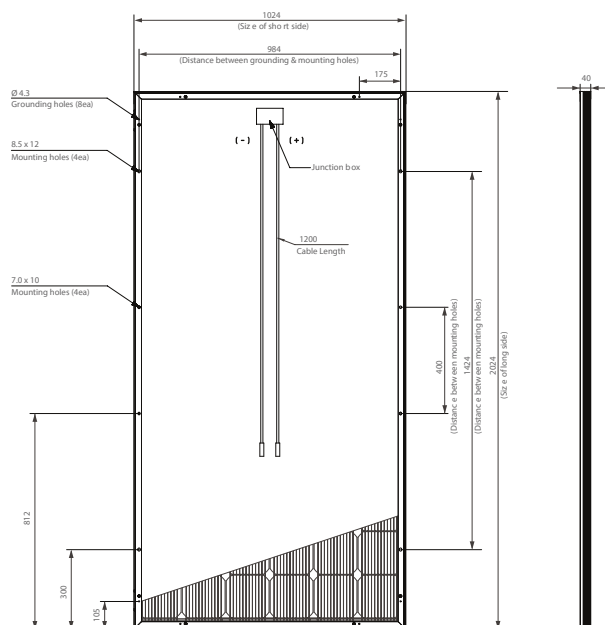 1024
(Size of short side)
984
(Distance between grounding & mounting holes)
175
40
Ø 4.3
Grounding holes (8ea)
(-)
(+)
8.5 x 12
Mounting holes (4ea)
Junction box
1200
Cable Length
7.0 x 10
Mounting holes (4ea)
400
(Distance between mounting holes)
1424
(Distance between mounting holes)
2024
(Size of long side)
812
300
105